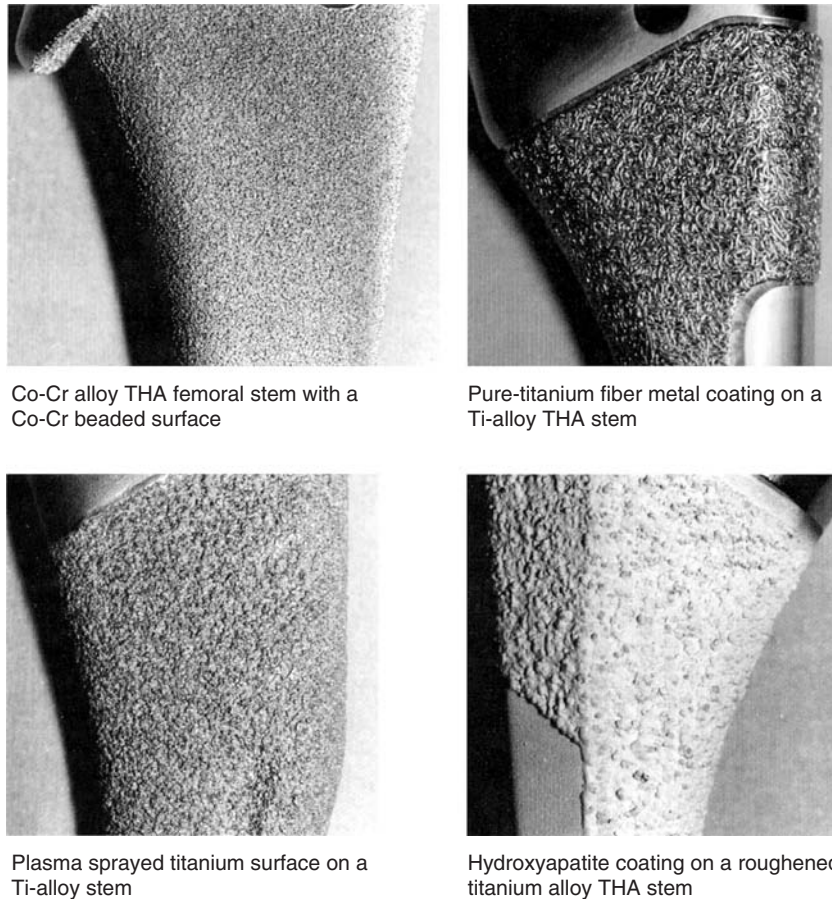 Co-Cr alloy THA femoral stem with a
Co-Cr beaded surface
Pure-titanium fiber metal coating on a
Ti-alloy THA stem
Plasma sprayed titanium surface on a
Ti-alloy stem
Hydroxyapatite coating on a roughened
titanium alloy THA stem